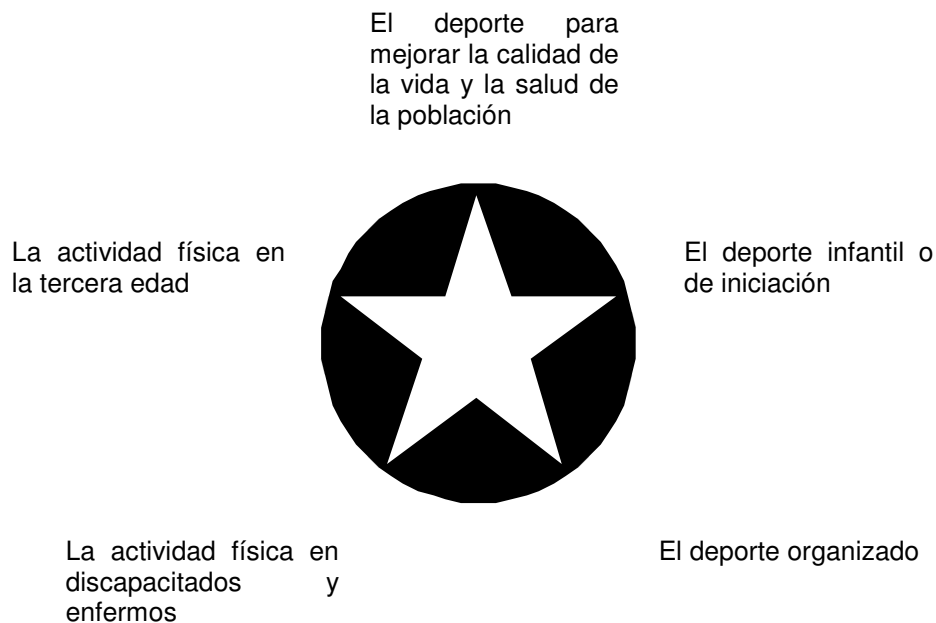 El deporte para
mejorar la calidad de
la vida y la salud de
la población
La actividad física en
la tercera edad
El deporte infantil o
de iniciación
La actividad física en
discapacitados y
enfermos
El deporte organizado